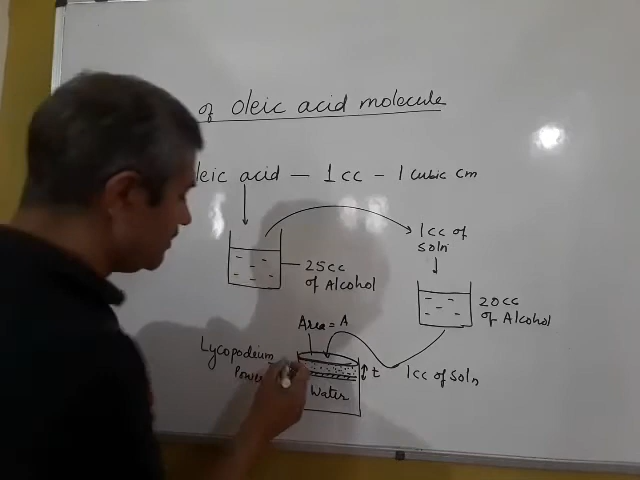 of oleic acid molecule
leic acid — 1 cc — 1 cubic cm
1cc of
soln
25cc
of Alcohol
20cc
of Alcohol
Area = A
Lycopodium
Power
t
1cc of soln
Water